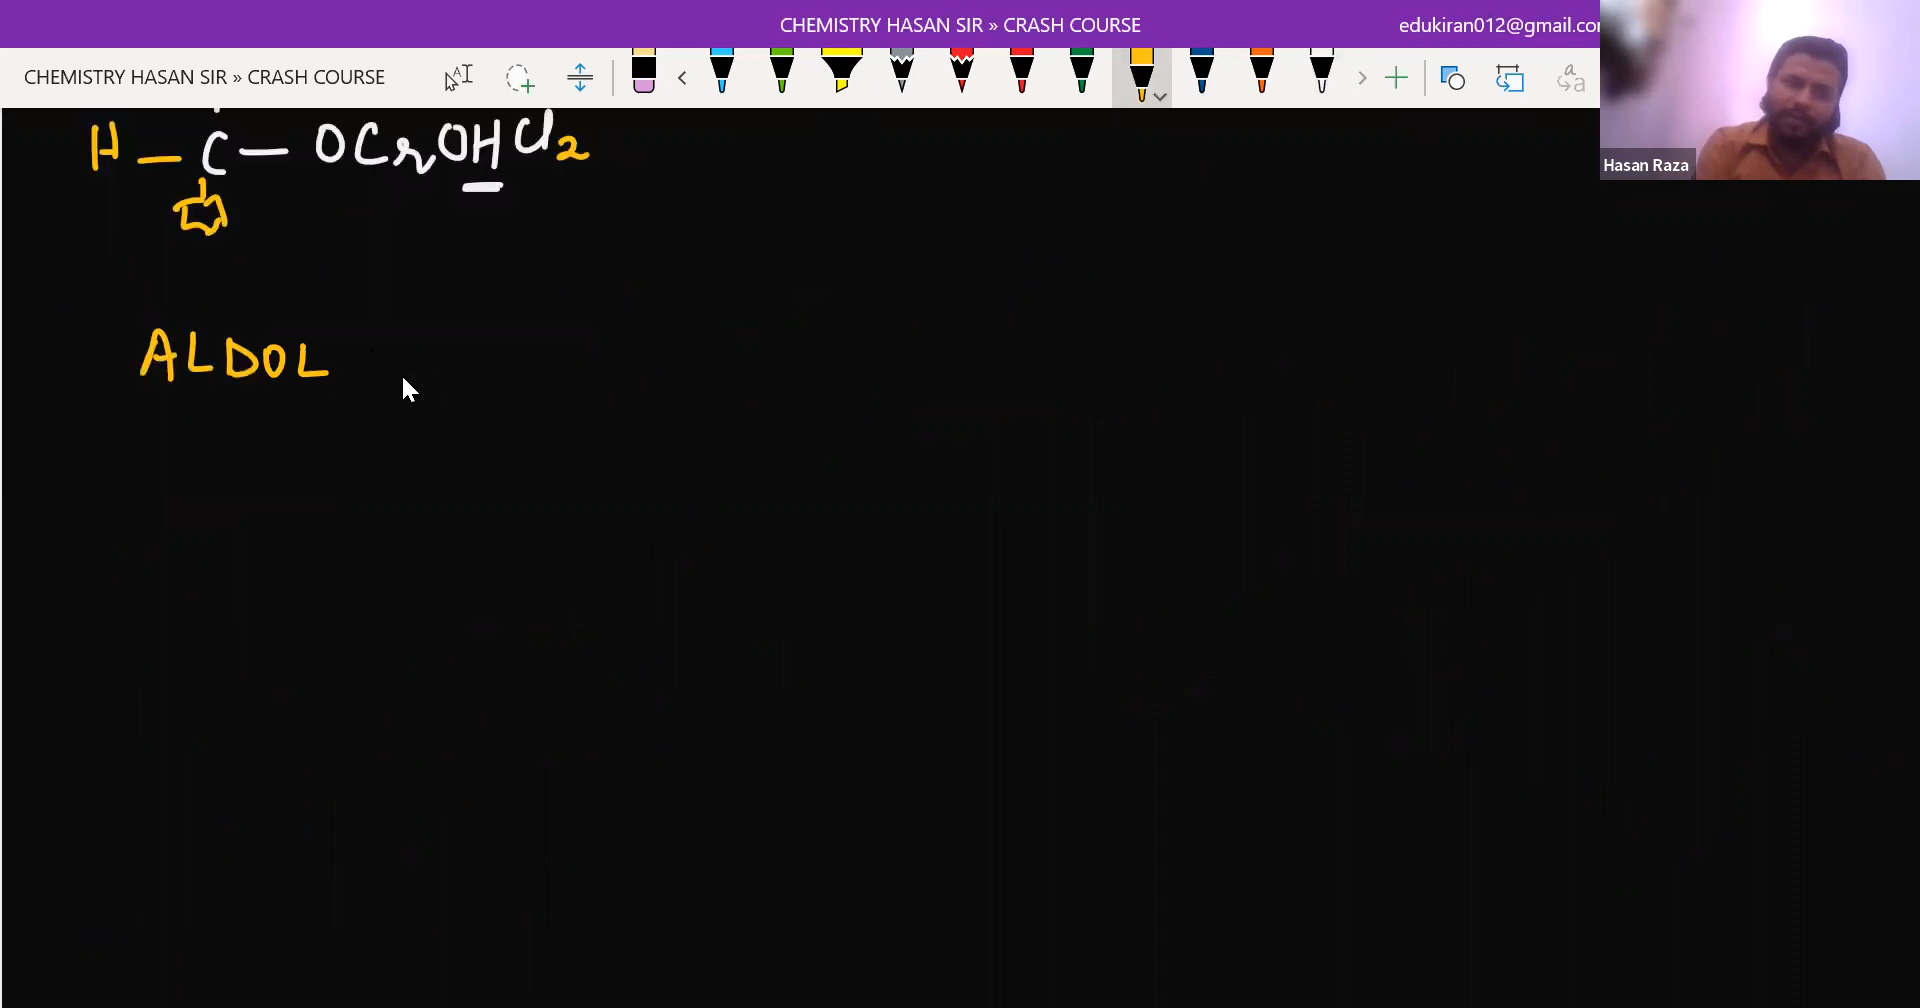 CHEMISTRY HASAN SIR » CRASH COURSE
edukiran012@gmail.co
CHEMISTRY HASAN SIR » CRASH COURSE
Hasan Raza
H — C — OCrOHCl2
ALDOL